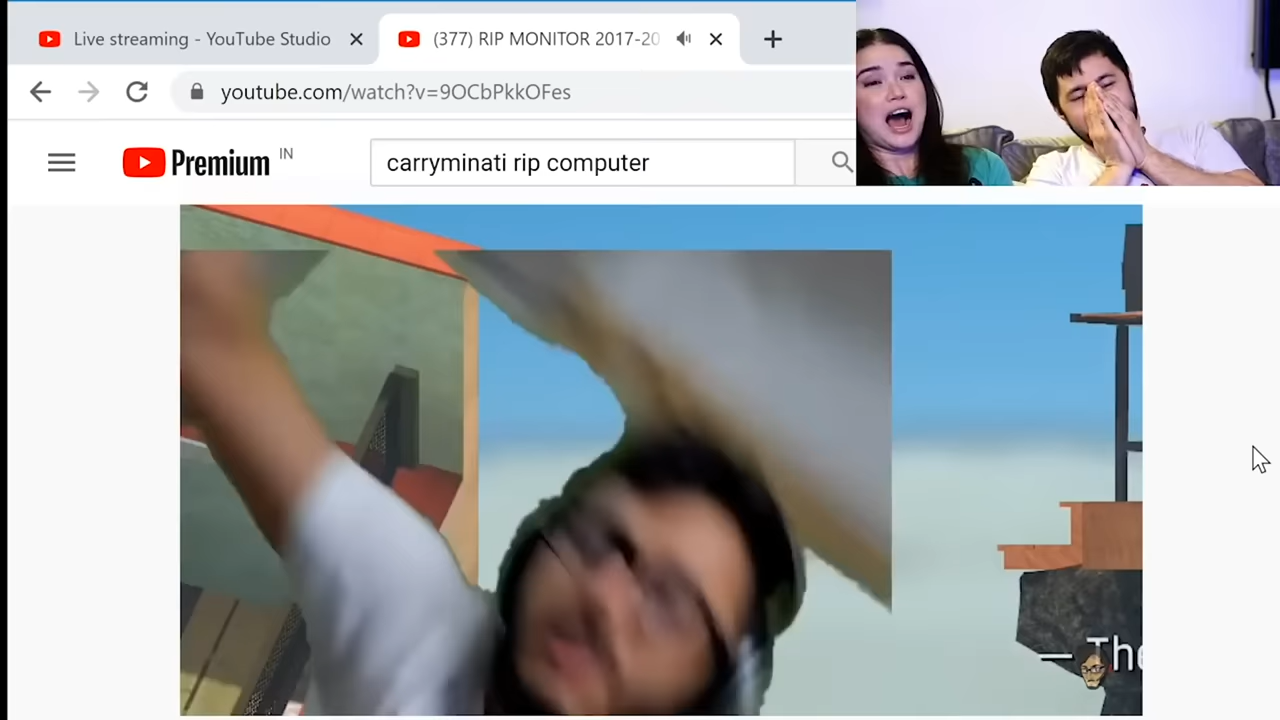 Live streaming - YouTube Studio
(377) RIP MONITOR 2017-20
youtube.com/watch?v=9OCbPkkOFes
Premium IN
carryminati rip computer
— The